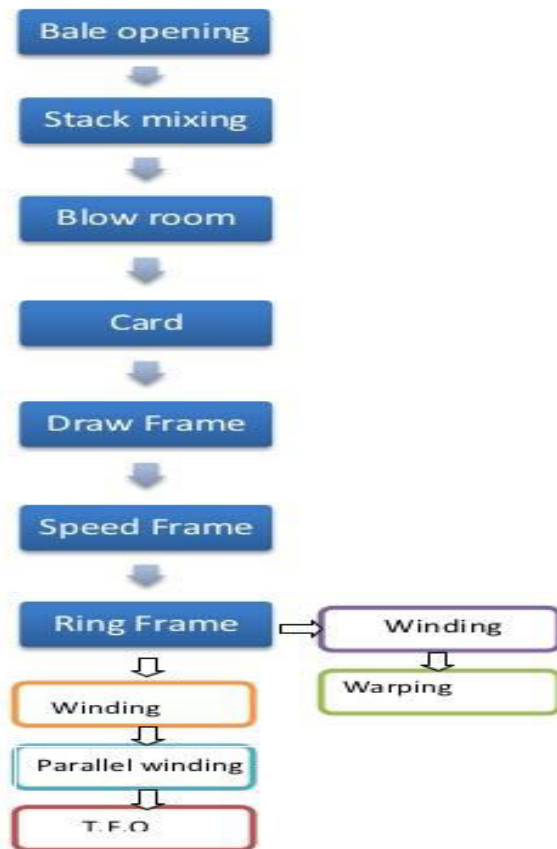 Bale opening
Stack mixing
Blow room
Card
Draw Frame
Speed Frame
Ring Frame
Winding
Winding
Warping
Parallel winding
T.F.O